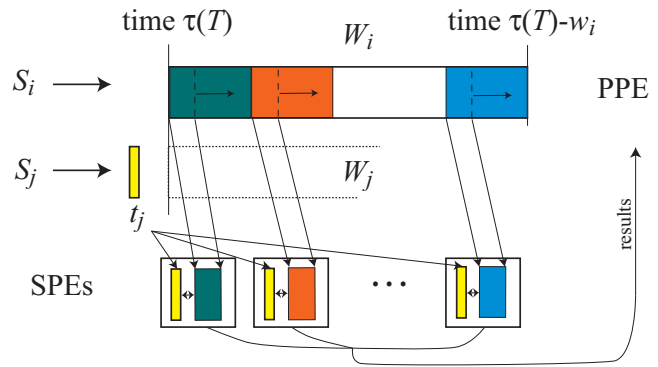 time τ(T) W_i time τ(T)-w_i
S_i PPE
S_j W_j
t_j
results
SPEs
...